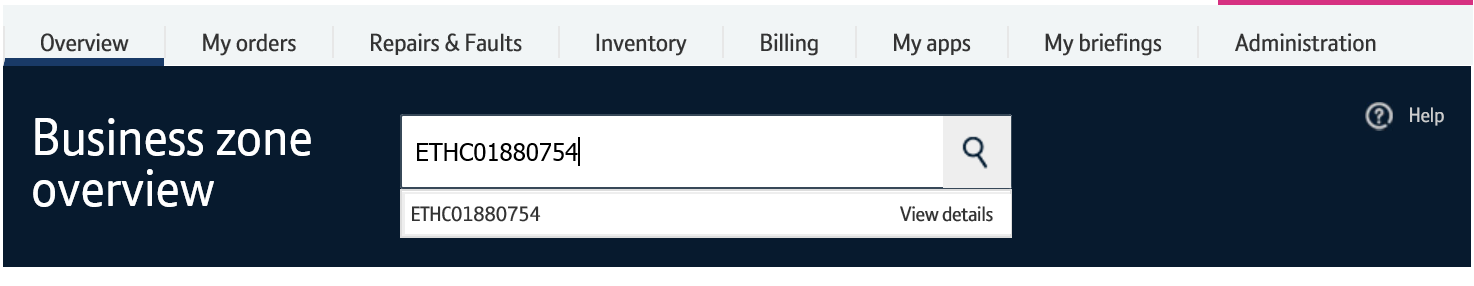 Overview My orders Repairs & Faults Inventory Billing My apps My briefings Administration
Help
Business zone
overview
ETHC01880754
ETHC01880754 View details